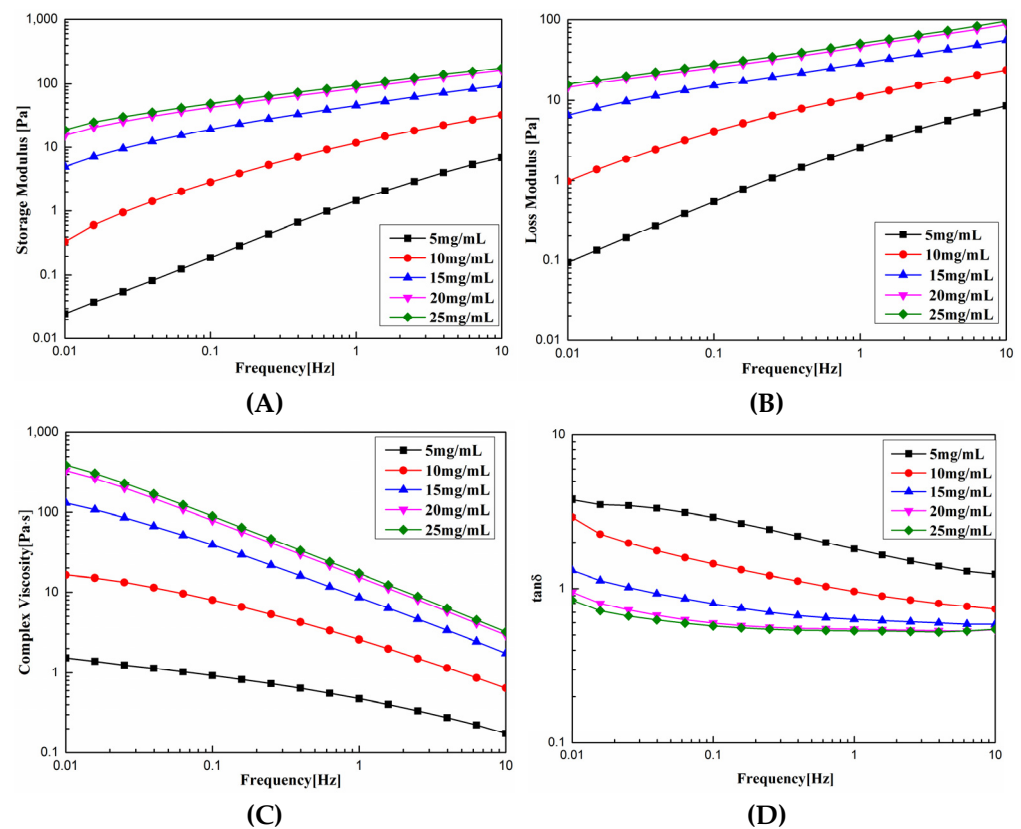 1,000
100
10
1
0.1
0.01
Storage Modulus [Pa]
5mg/mL
10mg/mL
15mg/mL
20mg/mL
25mg/mL
0.01
0.1
1
10
Frequency[Hz]
(A)
100
10
1
0.1
0.01
Loss Modulus [Pa]
5mg/mL
10mg/mL
15mg/mL
20mg/mL
25mg/mL
0.01
0.1
1
10
Frequency[Hz]
(B)
1,000
100
10
1
0.1
Complex Viscosity[Pa·s]
5mg/mL
10mg/mL
15mg/mL
20mg/mL
25mg/mL
0.01
0.1
1
10
Frequency[Hz]
(C)
10
1
0.1
tanδ
5mg/mL
10mg/mL
15mg/mL
20mg/mL
25mg/mL
0.01
0.1
1
10
Frequency[Hz]
(D)